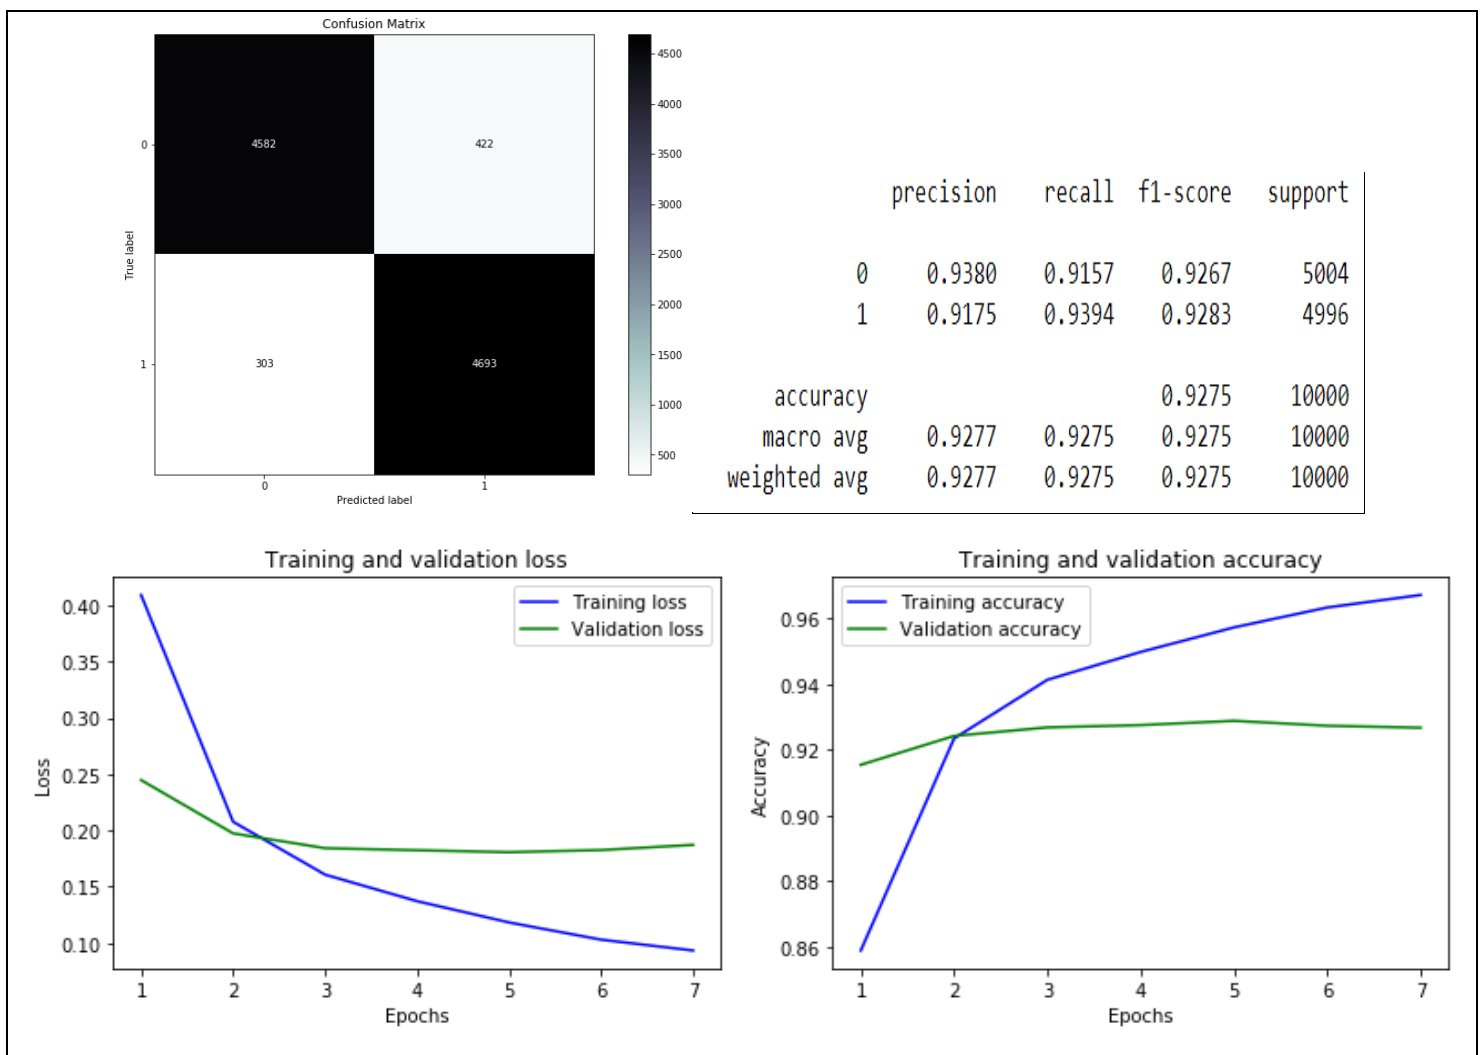 Confusion Matrix
4582 422
303 4693
0
1
True label
0 1
Predicted label
4500
4000
3500
3000
2500
2000
1500
1000
500
precision recall f1-score support
0 0.9380 0.9157 0.9267 5004
1 0.9175 0.9394 0.9283 4996
accuracy 0.9275 10000
macro avg 0.9277 0.9275 0.9275 10000
weighted avg 0.9277 0.9275 0.9275 10000
Training and validation loss
Training loss
Validation loss
0.40
0.35
0.30
0.25
0.20
0.15
0.10
Loss
1 2 3 4 5 6 7
Epochs
Training and validation accuracy
Training accuracy
Validation accuracy
0.96
0.94
0.92
0.90
0.88
0.86
Accuracy
1 2 3 4 5 6 7
Epochs